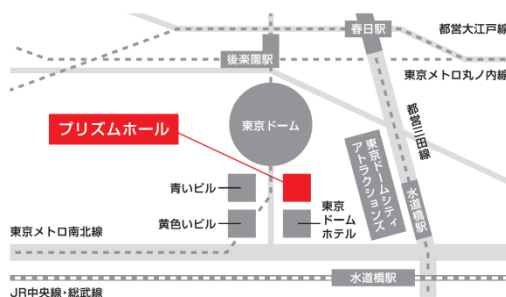 春日駅
都営大江戸線
後楽園駅
東京メトロ丸ノ内線
プリズムホール
東京ドーム
都営三田線
東京ドームシティ
アトラクションズ
青いビル
水道橋駅
東京
ドーム
ホテル
黄色いビル
東京メトロ南北線
水道橋駅
JR中央線・総武線